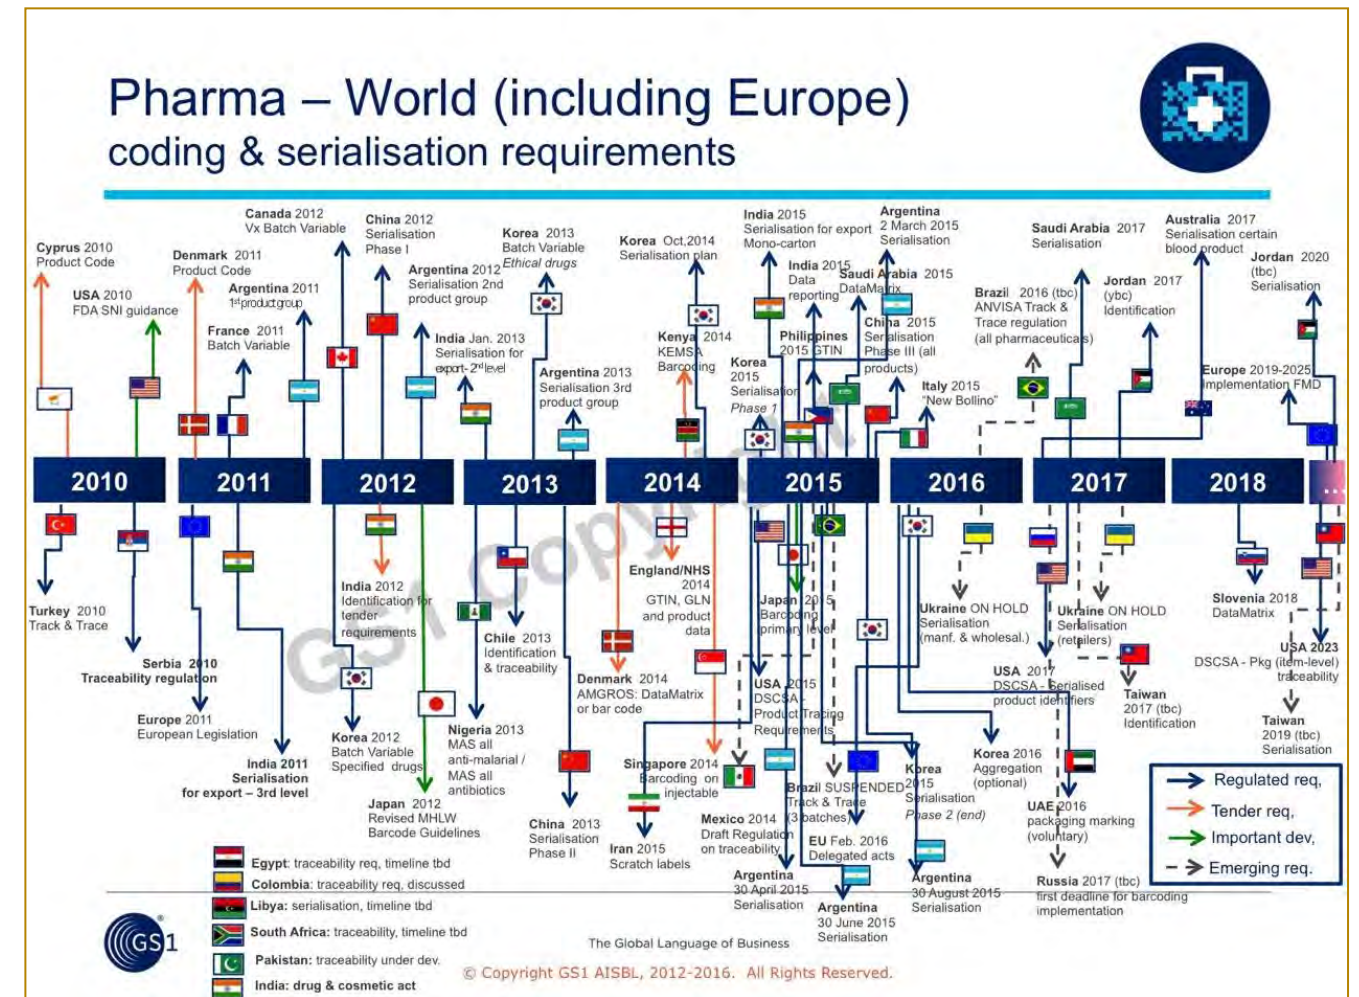 Pharma – World (including Europe)
coding & serialisation requirements
Cyprus 2010
Product Code
USA 2010
FDA SNI guidance
Denmark 2011
Product Code
Argentina 2011
1st product group
France 2011
Batch Variable
Canada 2012
Vx Batch Variable
China 2012
Serialisation
Phase I
Argentina 2012
Serialisation 2nd
product group
India Jan. 2013
Serialisation for
export- 2nd level
Korea 2013
Batch Variable
Ethical drugs
Argentina 2013
Serialisation 3rd
product group
Korea Oct,2014
Serialisation plan
Kenya 2014
KEMSA
Barcoding
Korea
2015
Serialisation
Phase 1
India 2015
Serialisation for export
Mono-carton
India 2015
Data
reporting
Philippines
2015 GTIN
Saudi Arabia 2015
DataMatrix
Argentina
2 March 2015
Serialisation
China 2015
Serialisation
Phase III (all
products)
Italy 2015
"New Bollino"
Brazil 2016 (tbc)
ANVISA Track &
Trace regulation
(all pharmaceuticals)
Saudi Arabia 2017
Serialisation
Jordan 2017
(ybc)
Identification
Australia 2017
Serialisation certain
blood product
Europe 2019-2025
Implementation FMD
Jordan 2020
(tbc)
Serialisation
2010
2011
2012
2013
2014
2015
2016
2017
2018
...
GS1 Copyright
Turkey 2010
Track & Trace
Serbia 2010
Traceability regulation
Europe 2011
European Legislation
India 2011
Serialisation
for export – 3rd level
India 2012
Identification for
tender
requirements
Korea 2012
Batch Variable
Specified drugs
Japan 2012
Revised MHLW
Barcode Guidelines
Chile 2013
Identification
& traceability
Nigeria 2013
MAS all
anti-malarial /
MAS all
antibiotics
China 2013
Serialisation
Phase II
England/NHS
2014
GTIN, GLN
and product
data
Denmark 2014
AMGROS: DataMatrix
or bar code
Singapore 2014
Barcoding on
injectable
Iran 2015
Scratch labels
Mexico 2014
Draft Regulation
on traceability
Japan 2015
Barcoding
primary level
USA 2015
DSCSA -
Product Tracing
Requirements
Brazil SUSPENDED
Track & Trace
(3 batches)
EU Feb. 2016
Delegated acts
Argentina
30 April 2015
Serialisation
Argentina
30 June 2015
Serialisation
Korea
2015
Serialisation
Phase 2 (end)
Argentina
30 August 2015
Serialisation
Ukraine ON HOLD
Serialisation
(manf. & wholesal.)
Korea 2016
Aggregation
(optional)
USA 2017
DSCSA - Serialised
product identifiers
UAE 2016
packaging marking
(voluntary)
Russia 2017 (tbc)
first deadline for barcoding
implementation
Ukraine ON HOLD
Serialisation
(retailers)
Taiwan
2017 (tbc)
Identification
Slovenia 2018
DataMatrix
USA 2023
DSCSA - Pkg (item-level)
traceability
Taiwan
2019 (tbc)
Serialisation
Regulated req,
Tender req,
Important dev,
Emerging req.
Egypt: traceability req, timeline tbd
Colombia: traceability req, discussed
Libya: serialisation, timeline tbd
South Africa: traceability, timeline tbd
Pakistan: traceability under dev.
India: drug & cosmetic act
GS1
®
The Global Language of Business
© Copyright GS1 AISBL, 2012-2016. All Rights Reserved.